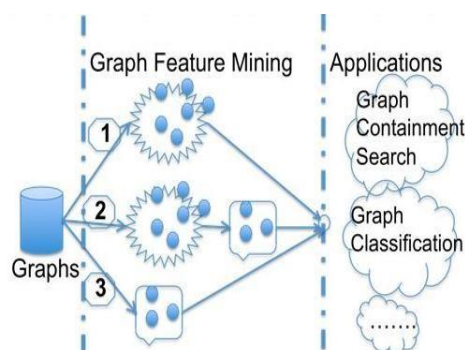 Graph Feature Mining
Applications
1
2
3
Graphs
Graph
Containment
Search
Graph
Classification
.......